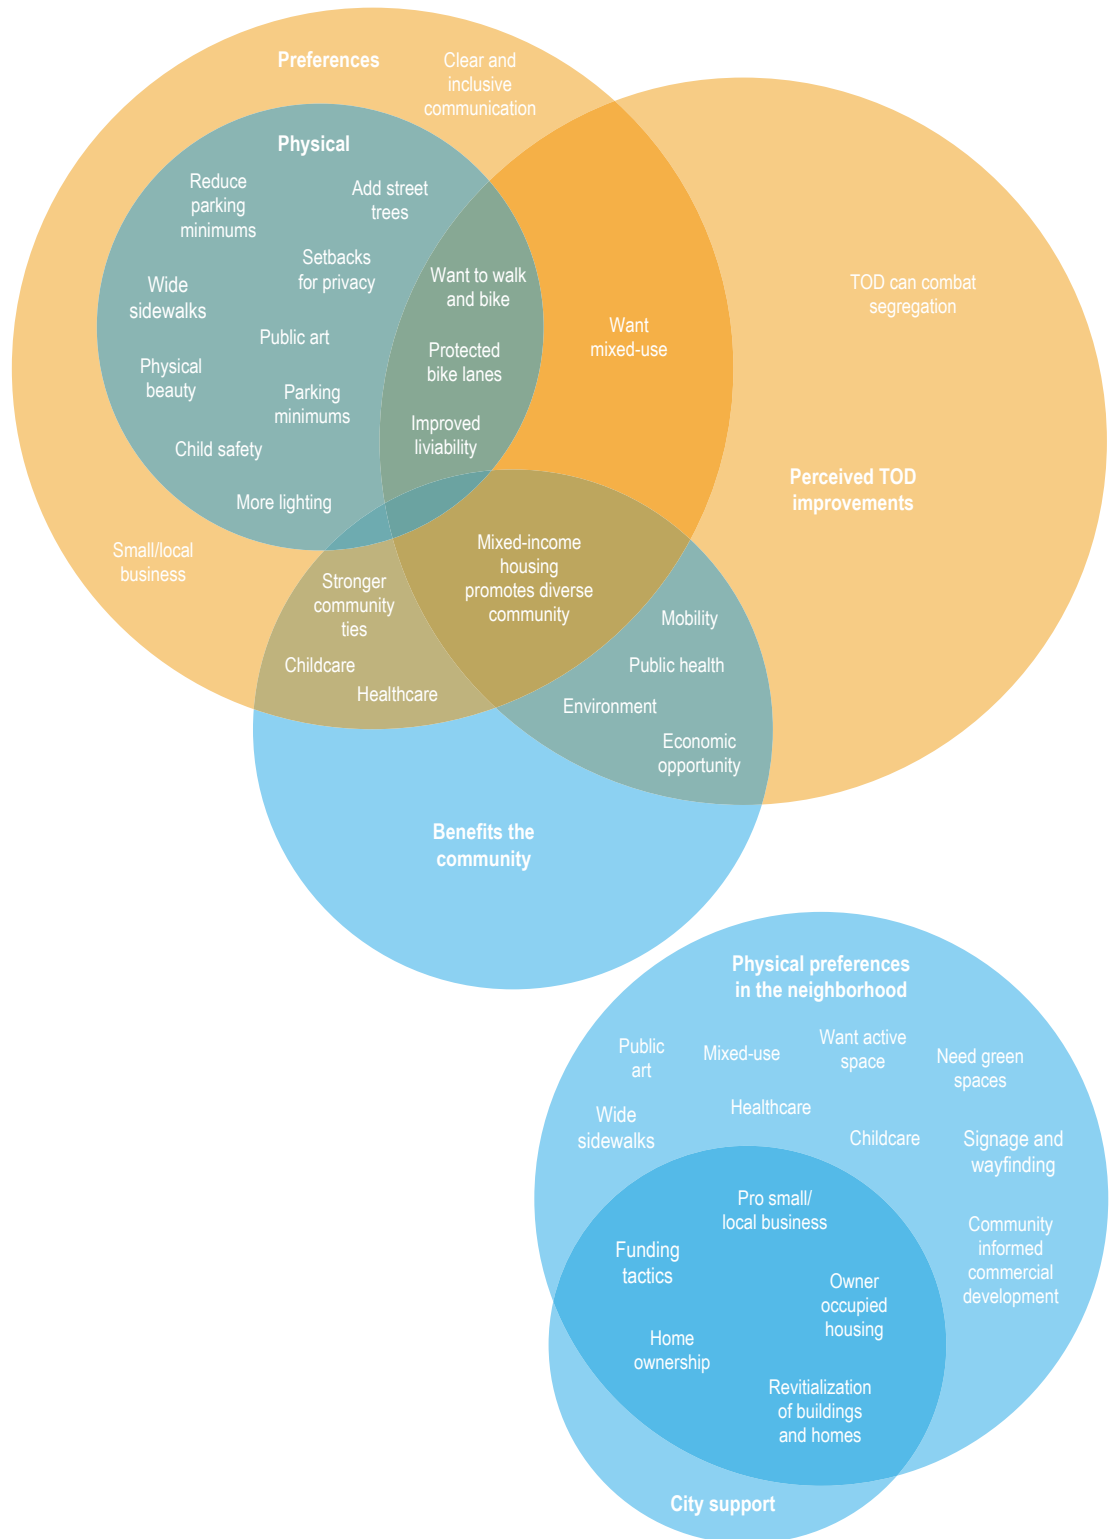 Preferences
Clear and
inclusive
communication
Physical
Reduce
parking
minimums
Add street
trees
Setbacks
for privacy
Wide
sidewalks
Public art
Physical
beauty
Parking
minimums
Child safety
More lighting
Want to walk
and bike
Protected
bike lanes
Improved
liviability
Want
mixed-use
TOD can combat
segregation
Perceived TOD
improvements
Small/local
business
Stronger
community
ties
Childcare
Healthcare
Mixed-income
housing
promotes diverse
community
Mobility
Public health
Environment
Economic
opportunity
Benefits the
community
Physical preferences
in the neighborhood
Public
art
Mixed-use
Want active
space
Need green
spaces
Wide
sidewalks
Healthcare
Childcare
Signage and
wayfinding
Pro small/
local business
Community
informed
commercial
development
Funding
tactics
Owner
occupied
housing
Home
ownership
Revitialization
of buildings
and homes
City support